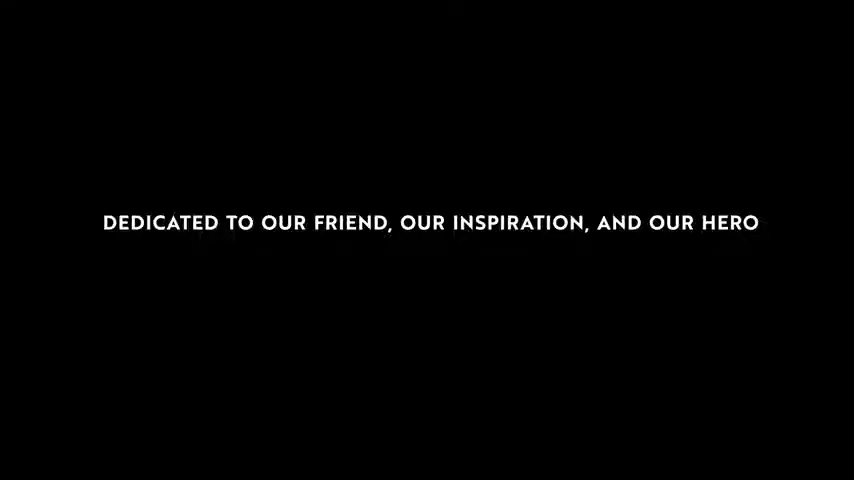 DEDICATED TO OUR FRIEND, OUR INSPIRATION, AND OUR HERO